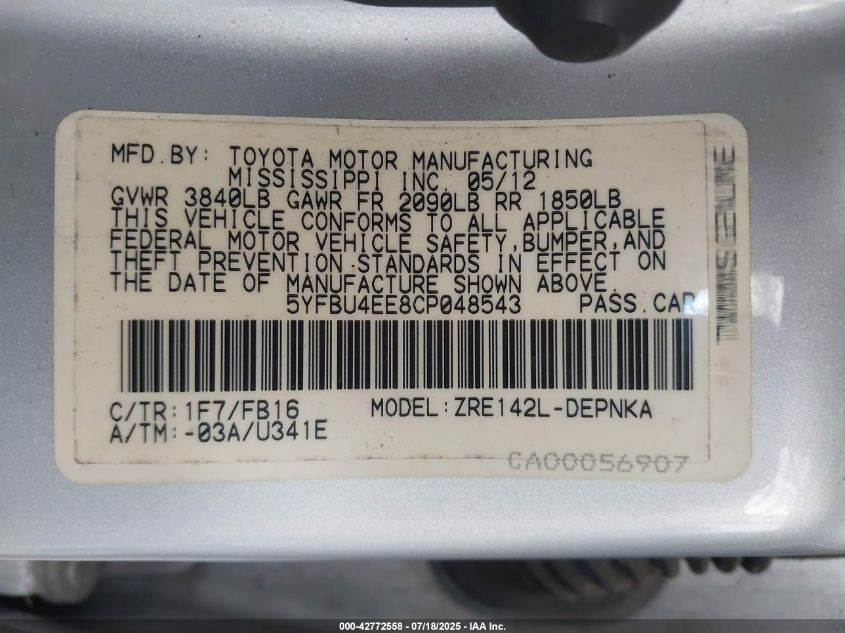 MFD.BY: TOYOTA MOTOR MANUFACTURING
MISSISSIPPI INC. 05/12
GVWR 3840LB GAWR FR 2090LB RR 1850LB
THIS VEHICLE CONFORMS TO ALL APPLICABLE
FEDERAL MOTOR VEHICLE SAFETY,BUMPER,AND
THEFT PREVENTION STANDARDS IN EFFECT ON
THE DATE OF MANUFACTURE SHOWN ABOVE.
5YFBU4EE8CP048543 PASS.CAR
C/TR:1F7/FB16 MODEL:ZRE142L-DEPNKA
A/TM:-03A/U341E
CA00056907
000-42772558 | 07/18/2025 | IAA Inc.